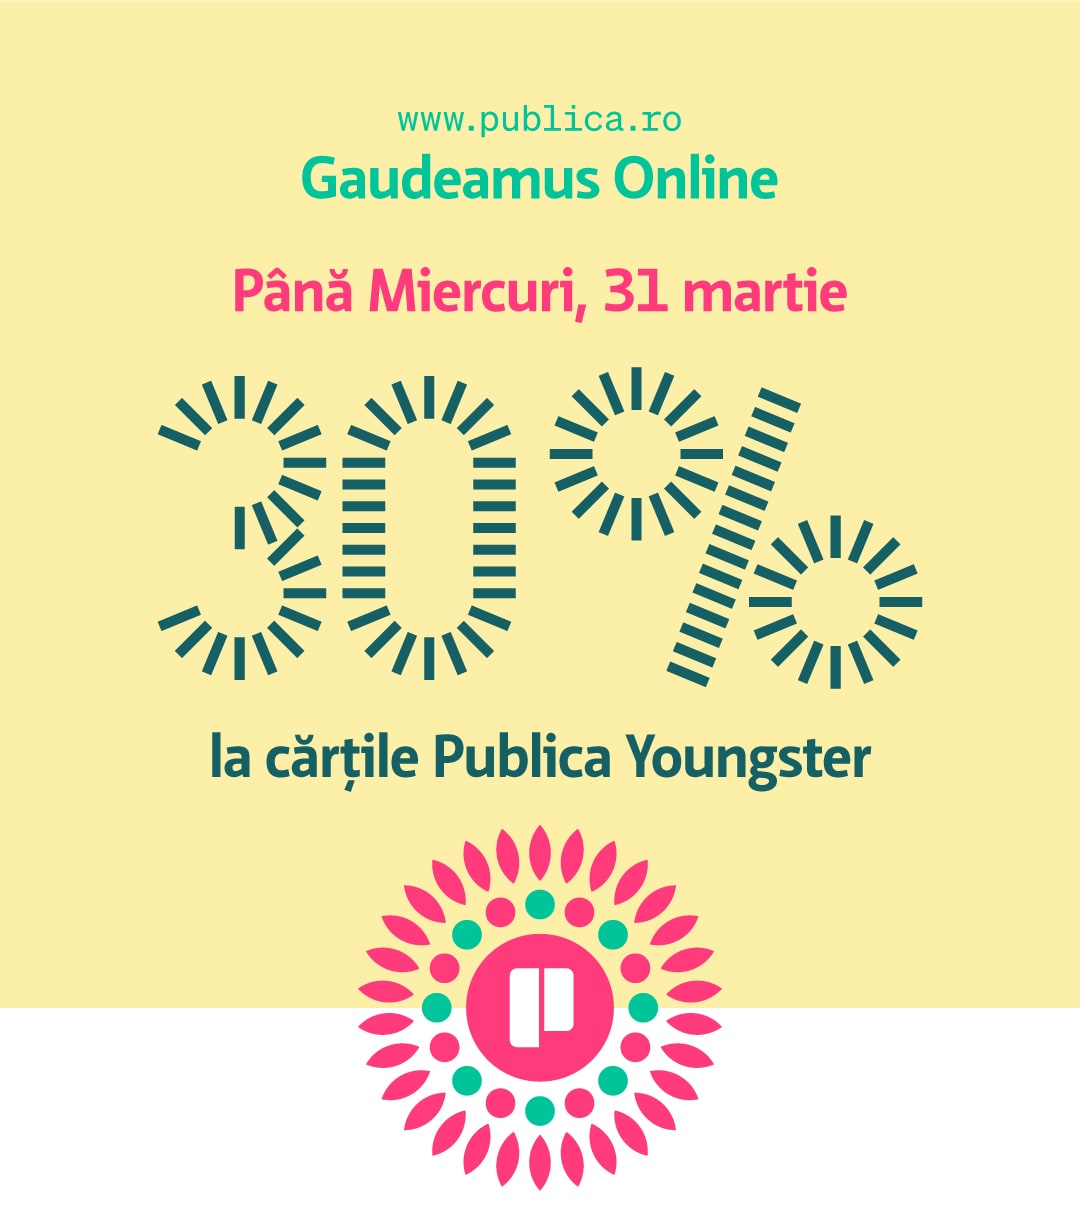 www.publica.ro
Gaudeamus Online
Până Miercuri, 31 martie
30%
la cărțile Publica Youngster